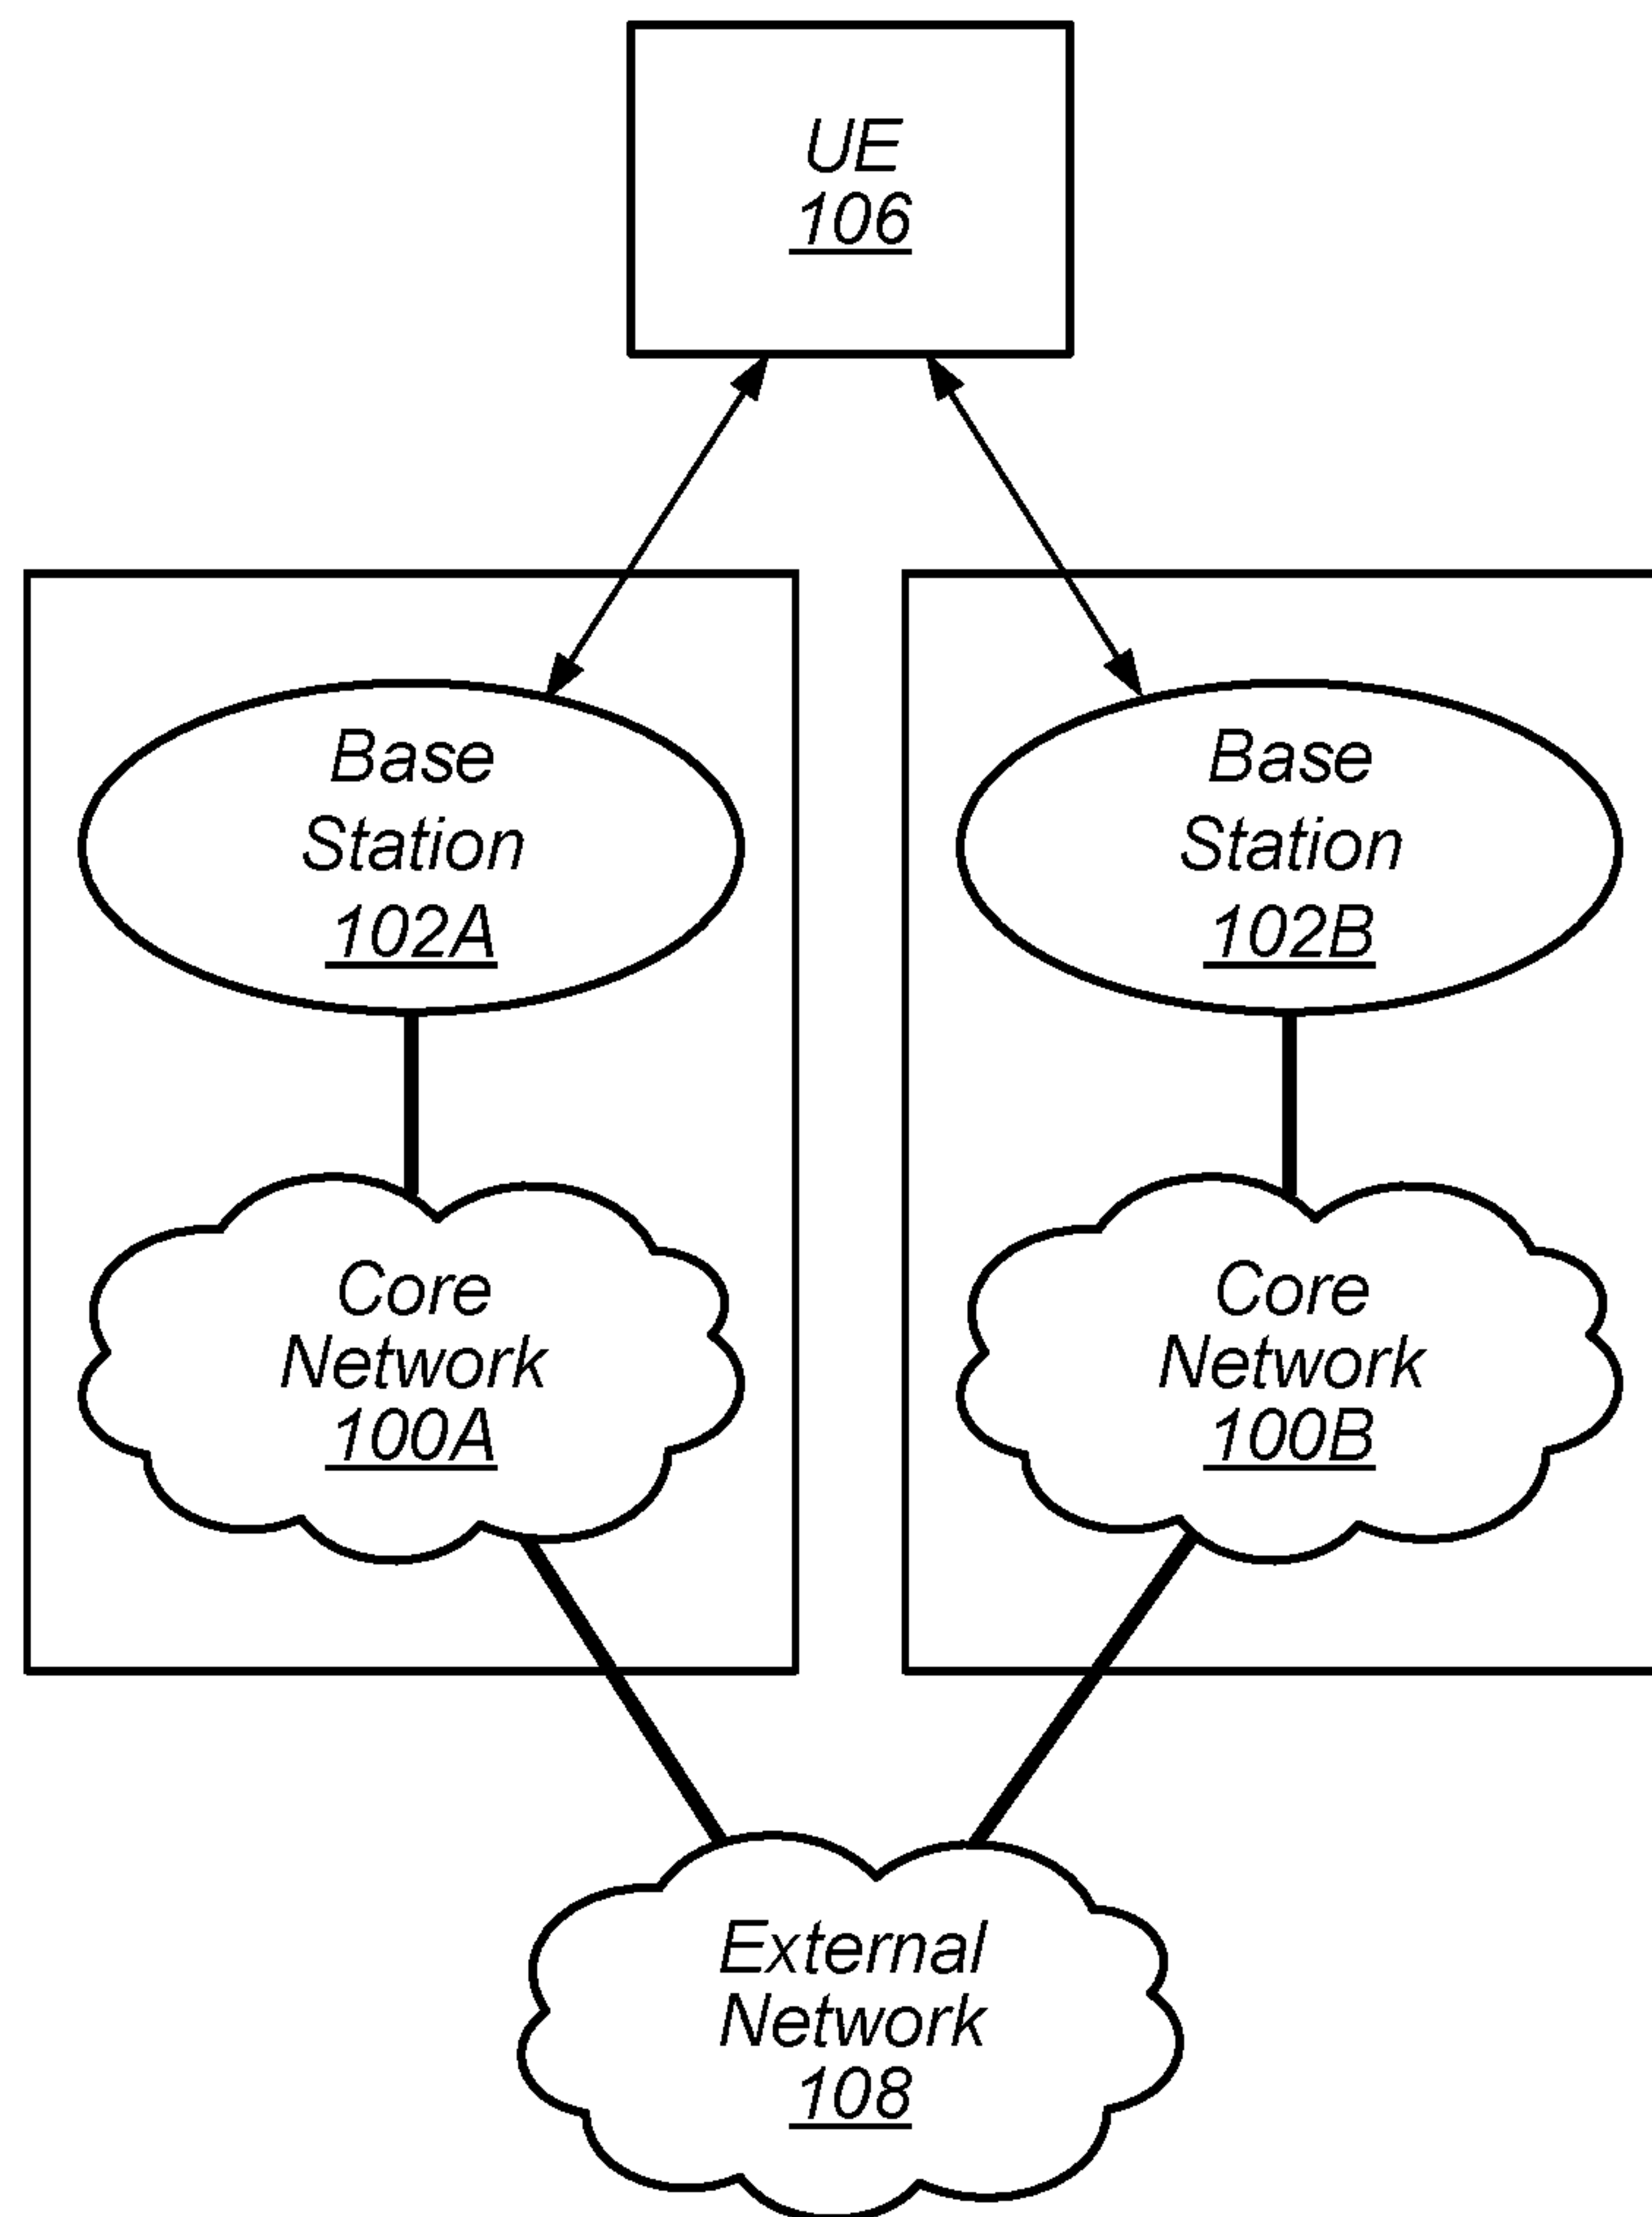 UE
106
Base
Station
102A
Base
Station
102B
Core
Network
100A
Core
Network
100B
External
Network
108